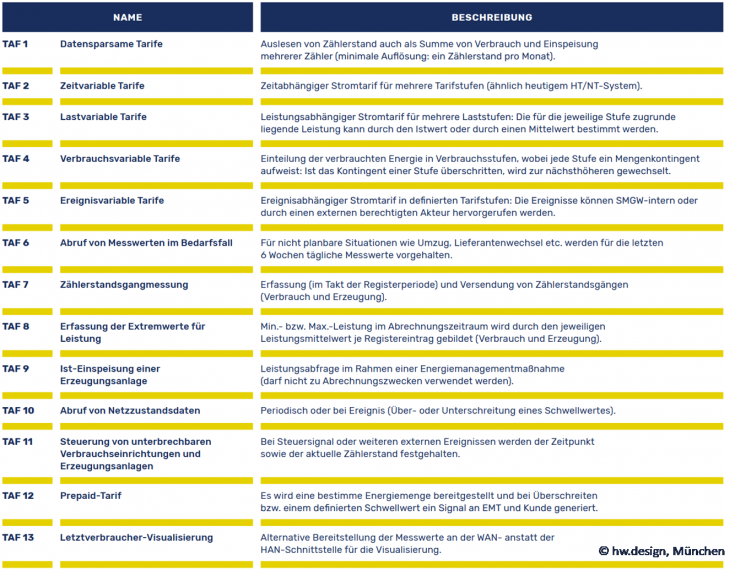 NAME BESCHREIBUNG
TAF 1 Datensparsame Tarife Auslesen von Zählerstand auch als Summe von Verbrauch und Einspeisung
mehrerer Zähler (minimale Auflösung: ein Zählerstand pro Monat).
TAF 2 Zeitvariable Tarife Zeitabhängiger Stromtarif für mehrere Tarifstufen (ähnlich heutigem HT/NT-System).
TAF 3 Lastvariable Tarife Leistungsabhängiger Stromtarif für mehrere Laststufen: Die für die jeweilige Stufe zugrunde
liegende Leistung kann durch den Istwert oder durch einen Mittelwert bestimmt werden.
TAF 4 Verbrauchsvariable Tarife Einteilung der verbrauchten Energie in Verbrauchsstufen, wobei jede Stufe ein Mengenkontingent
aufweist: Ist das Kontingent einer Stufe überschritten, wird zur nächsthöheren gewechselt.
TAF 5 Ereignisvariable Tarife Ereignisabhängiger Stromtarif in definierten Tarifstufen: Die Ereignisse können SMGW-intern oder
durch einen externen berechtigten Akteur hervorgerufen werden.
TAF 6 Abruf von Messwerten im Bedarfsfall Für nicht planbare Situationen wie Umzug, Lieferantenwechsel etc. werden für die letzten
6 Wochen tägliche Messwerte vorgehalten.
TAF 7 Zählerstandsgangmessung Erfassung (im Takt der Registerperiode) und Versendung von Zählerstandsgängen
(Verbrauch und Erzeugung).
TAF 8 Erfassung der Extremwerte für Min.- bzw. Max.-Leistung im Abrechnungszeitraum wird durch den jeweiligen
Leistung Leistungsmittelwert je Registereintrag gebildet (Verbrauch und Erzeugung).
TAF 9 Ist-Einspeisung einer Leistungsabfrage im Rahmen einer Energiemanagementmaßnahme
Erzeugungsanlage (darf nicht zu Abrechnungszwecken verwendet werden).
TAF 10 Abruf von Netzzustandsdaten Periodisch oder bei Ereignis (Über- oder Unterschreitung eines Schwellwertes).
TAF 11 Steuerung von unterbrechbaren Bei Steuersignal oder weiteren externen Ereignissen werden der Zeitpunkt
Verbrauchseinrichtungen und sowie der aktuelle Zählerstand festgehalten.
Erzeugungsanlagen
TAF 12 Prepaid-Tarif Es wird eine bestimme Energiemenge bereitgestellt und bei Überschreiten
bzw. einem definierten Schwellwert ein Signal an EMT und Kunde generiert.
TAF 13 Letztverbraucher-Visualisierung Alternative Bereitstellung der Messwerte an der WAN- anstatt der
HAN-Schnittstelle für die Visualisierung.
© hw.design, München